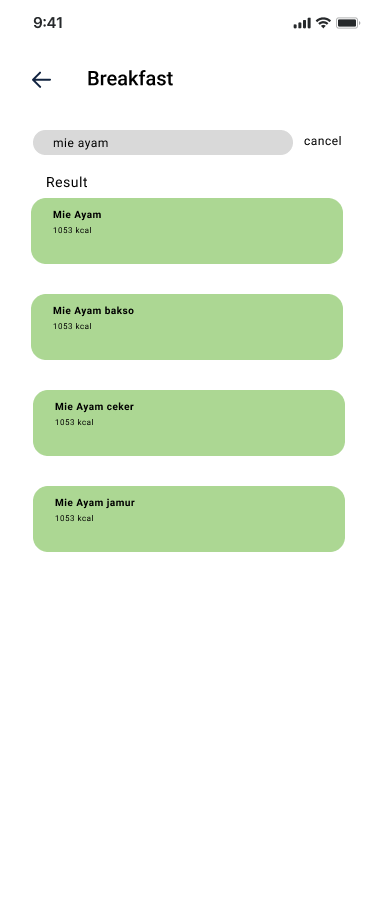 9:41
Breakfast
mie ayam
cancel
Result
Mie Ayam
1053 kcal
Mie Ayam bakso
1053 kcal
Mie Ayam ceker
1053 kcal
Mie Ayam jamur
1053 kcal